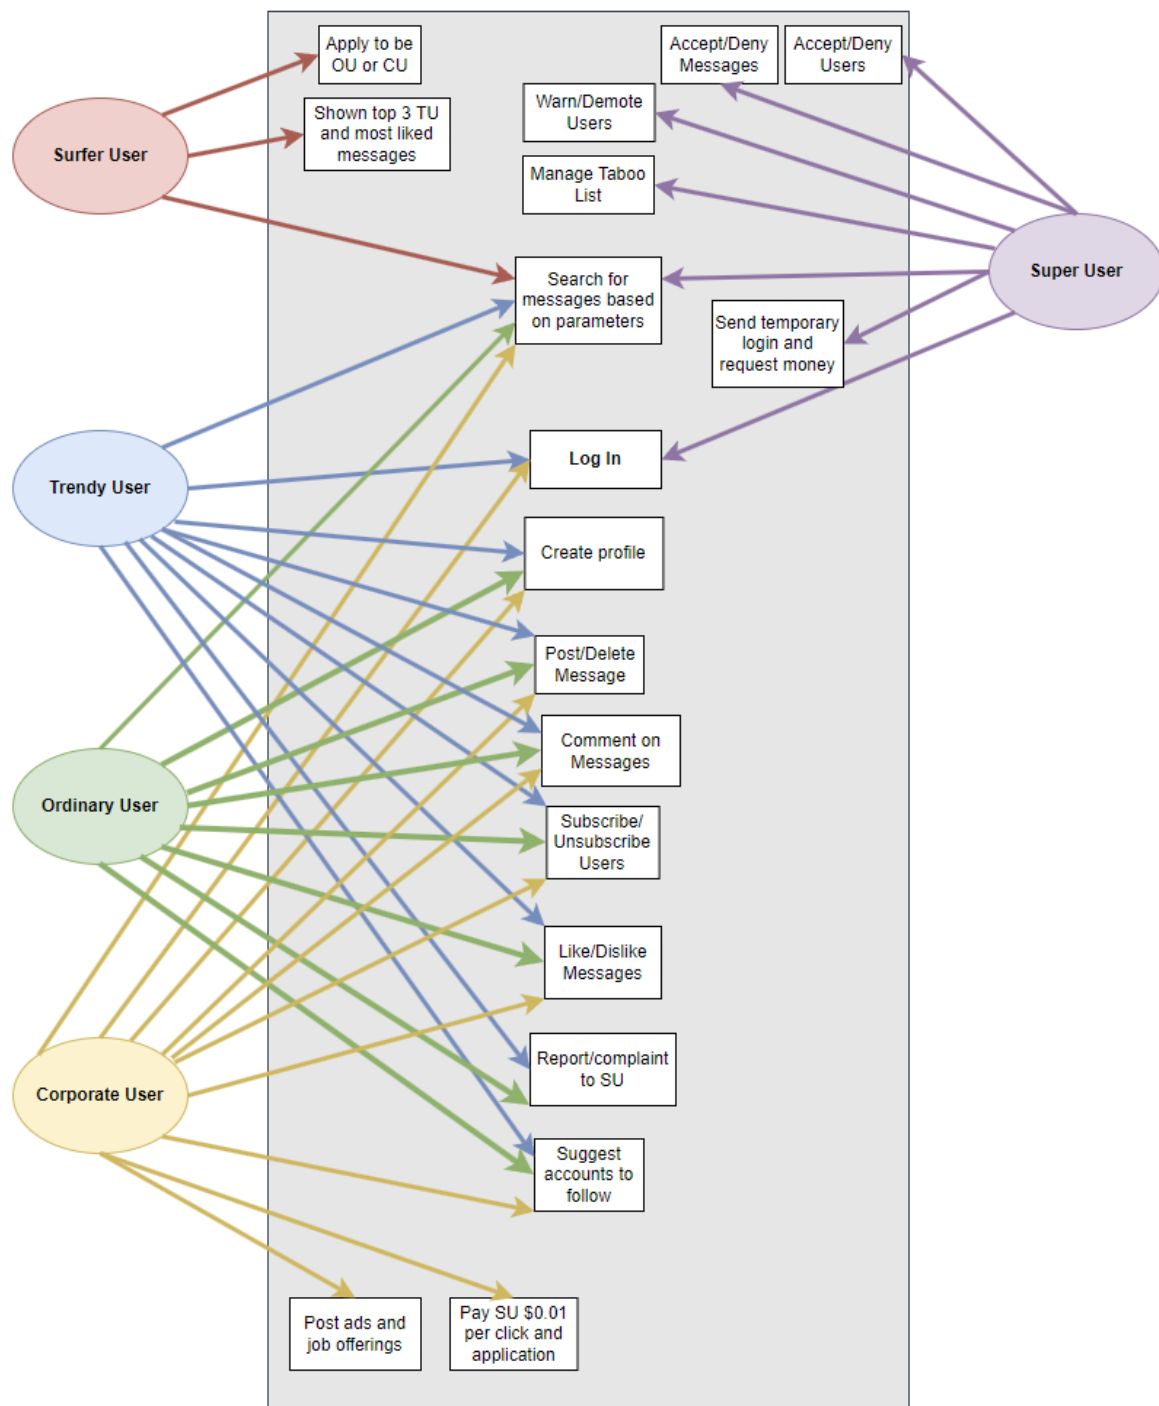 Apply to be
OU or CU
Accept/Deny
Messages
Accept/Deny
Users
Shown top 3 TU
and most liked
messages
Warn/Demote
Users
Surfer User
Manage Taboo
List
Super User
Search for
messages based
on parameters
Send temporary
login and
request money
Log In
Trendy User
Create profile
Post/Delete
Message
Comment on
Messages
Ordinary User
Subscribe/
Unsubscribe
Users
Like/Dislike
Messages
Report/complaint
to SU
Corporate User
Suggest
accounts to
follow
Post ads and
job offerings
Pay SU $0.01
per click and
application